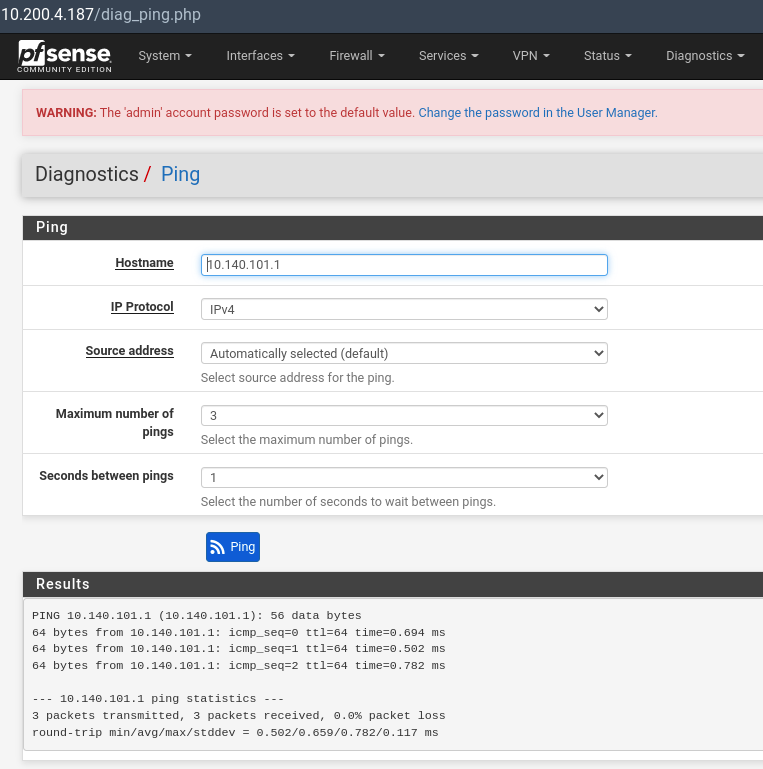 10.200.4.187/diag_ping.php
pfsense
COMMUNITY EDITION
System Interfaces Firewall Services VPN Status Diagnostics
WARNING: The 'admin' account password is set to the default value. Change the password in the User Manager.
Diagnostics / Ping
Ping
Hostname 10.140.101.1
IP Protocol IPv4
Source address Automatically selected (default)
Select source address for the ping.
Maximum number of pings 3
Select the maximum number of pings.
Seconds between pings 1
Select the number of seconds to wait between pings.
Ping
Results
PING 10.140.101.1 (10.140.101.1): 56 data bytes
64 bytes from 10.140.101.1: icmp_seq=0 ttl=64 time=0.694 ms
64 bytes from 10.140.101.1: icmp_seq=1 ttl=64 time=0.502 ms
64 bytes from 10.140.101.1: icmp_seq=2 ttl=64 time=0.782 ms
--- 10.140.101.1 ping statistics ---
3 packets transmitted, 3 packets received, 0.0% packet loss
round-trip min/avg/max/stddev = 0.502/0.659/0.782/0.117 ms